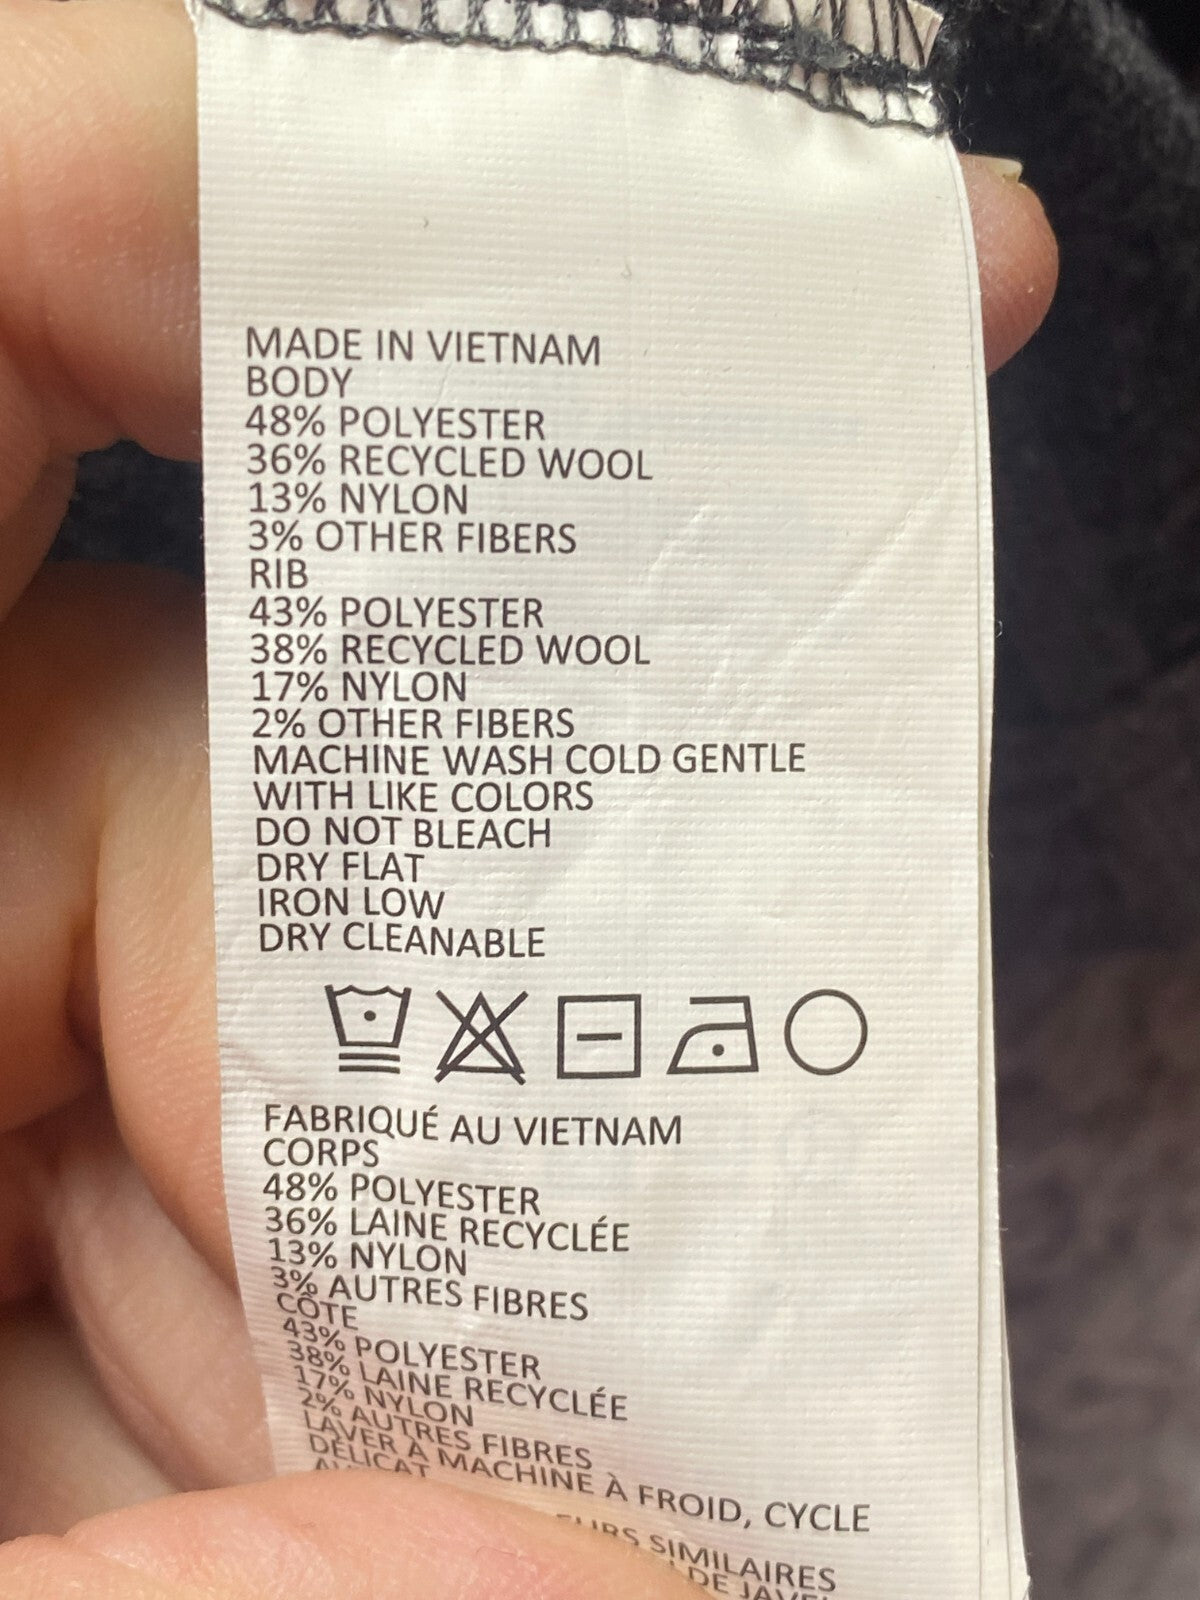 MADE IN VIETNAM
BODY
48% POLYESTER
36% RECYCLED WOOL
13% NYLON
3% OTHER FIBERS
RIB
43% POLYESTER
38% RECYCLED WOOL
17% NYLON
2% OTHER FIBERS
MACHINE WASH COLD GENTLE
WITH LIKE COLORS
DO NOT BLEACH
DRY FLAT
IRON LOW
DRY CLEANABLE
FABRIQUÉ AU VIETNAM
CORPS
48% POLYESTER
36% LAINE RECYCLÉE
13% NYLON
3% AUTRES FIBRES
CÔTE
43% POLYESTER
38% LAINE RECYCLÉE
17% NYLON
2% AUTRES FIBRES
LAVER À MACHINE À FROID, CYCLE
DÉLICAT
SIMILAIRES
DE